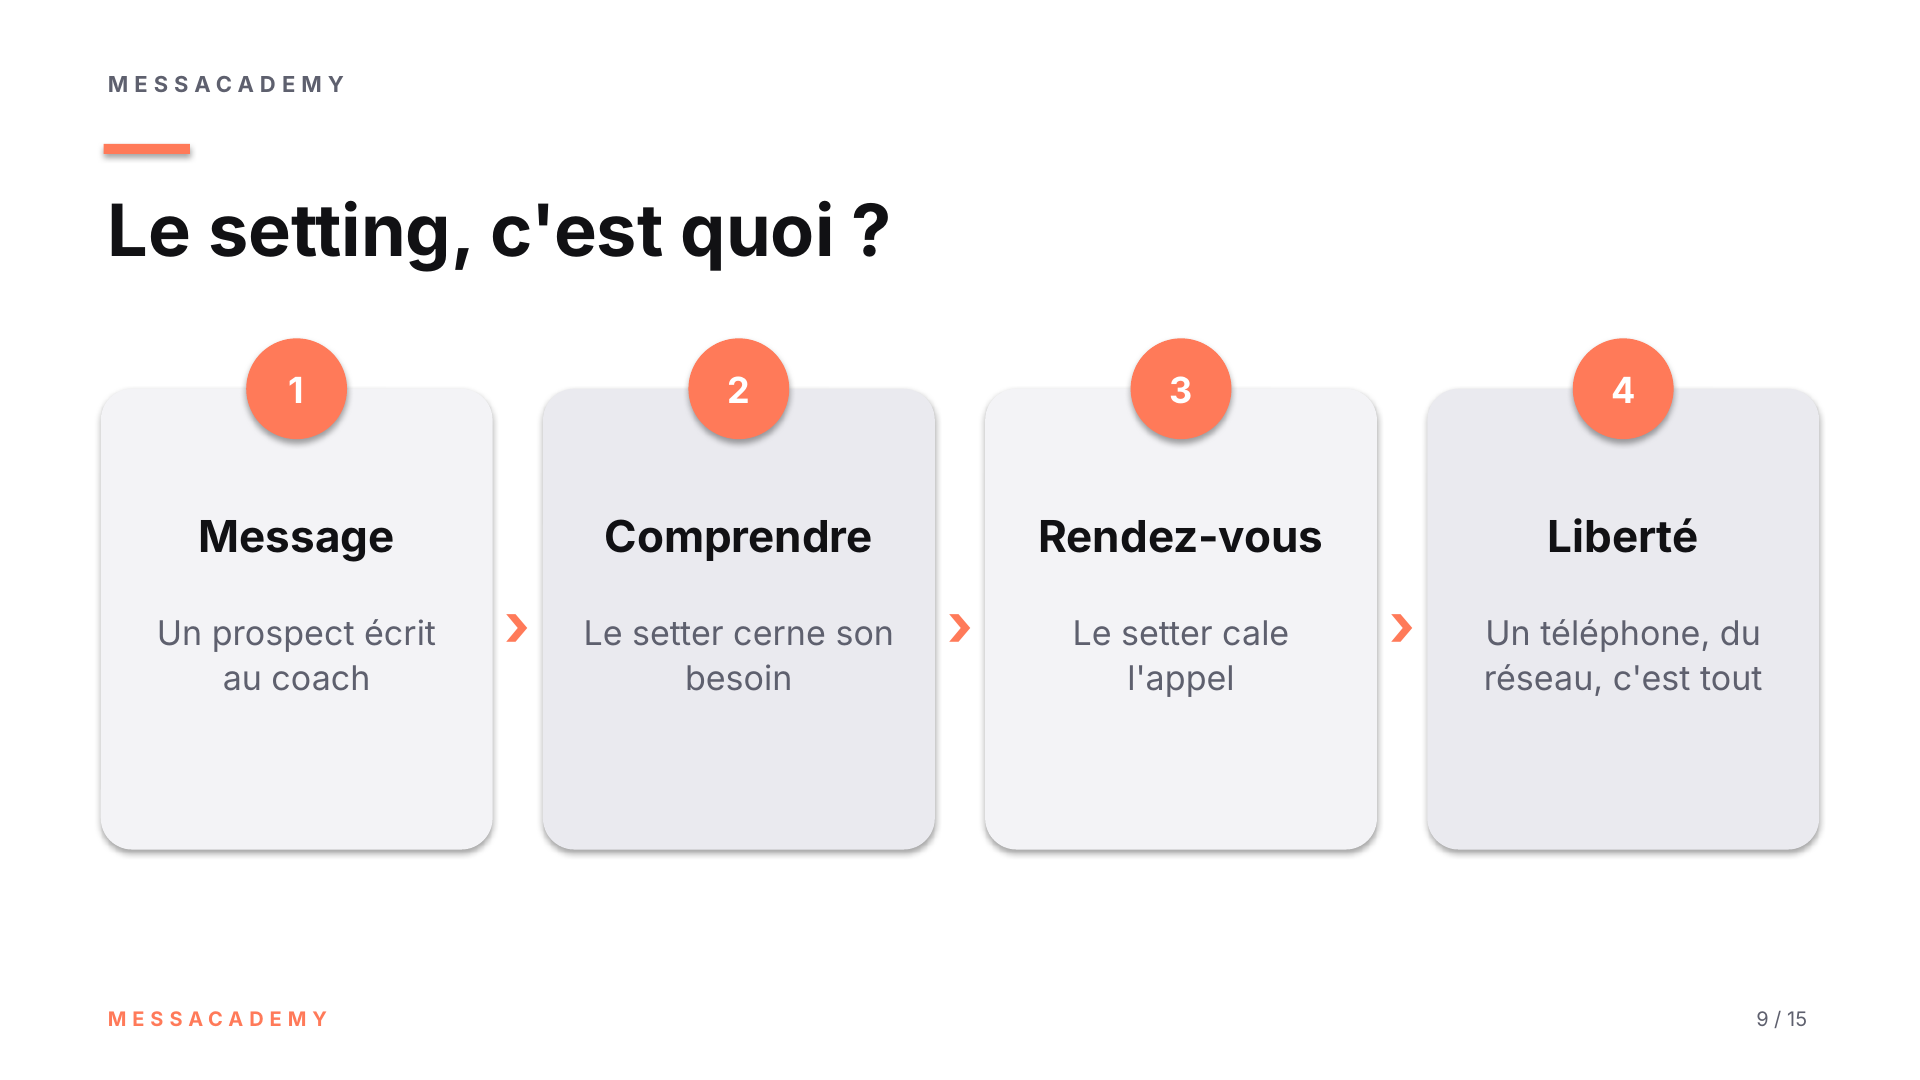 MESSACADEMY
Le setting, c'est quoi ?
1
Message
Un prospect écrit
au coach
2
Comprendre
Le setter cerne son
besoin
3
Rendez-vous
Le setter cale
l'appel
4
Liberté
Un téléphone, du
réseau, c'est tout
MESSACADEMY
9 / 15